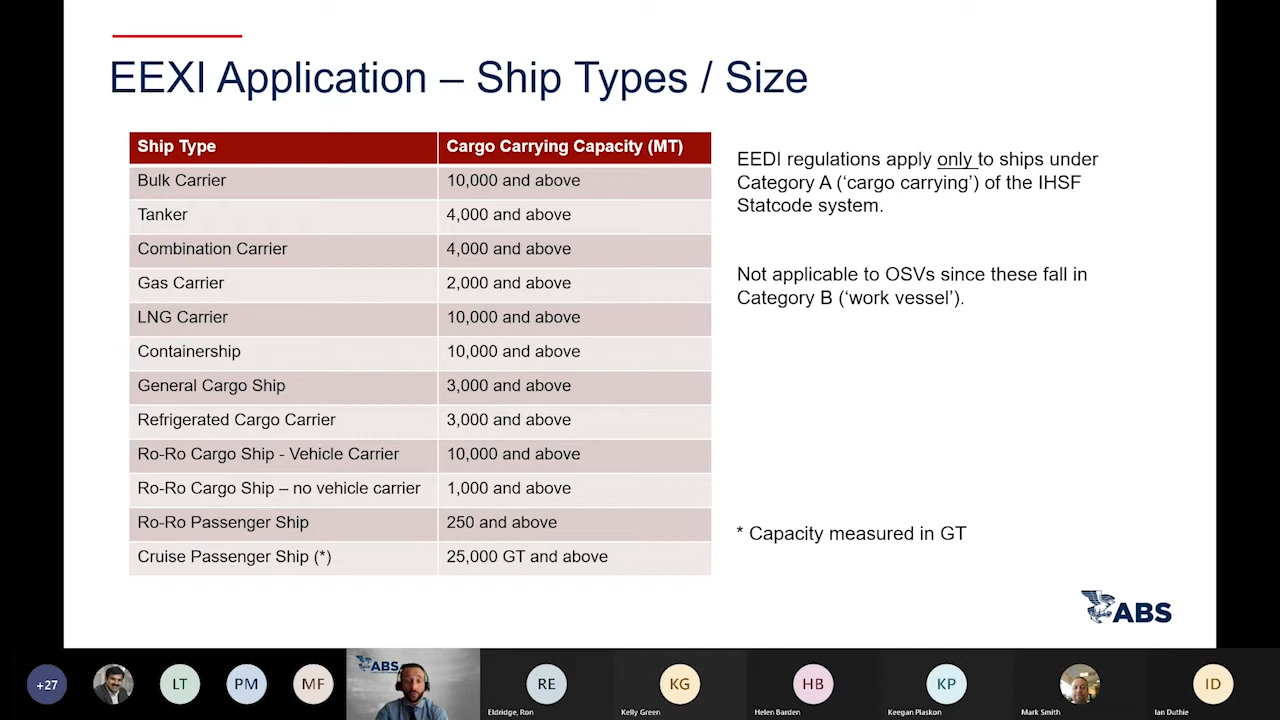 EEXI Application – Ship Types / Size
Ship Type Cargo Carrying Capacity (MT)
Bulk Carrier 10,000 and above
Tanker 4,000 and above
Combination Carrier 4,000 and above
Gas Carrier 2,000 and above
LNG Carrier 10,000 and above
Containership 10,000 and above
General Cargo Ship 3,000 and above
Refrigerated Cargo Carrier 3,000 and above
Ro-Ro Cargo Ship - Vehicle Carrier 10,000 and above
Ro-Ro Cargo Ship – no vehicle carrier 1,000 and above
Ro-Ro Passenger Ship 250 and above
Cruise Passenger Ship (*) 25,000 GT and above
EEDI regulations apply only to ships under
Category A (‘cargo carrying’) of the IHSF
Statcode system.
Not applicable to OSVs since these fall in
Category B (‘work vessel’).
* Capacity measured in GT
ABS
+27
LT
PM
MF
ABS
RE
Eldridge, Ron
KG
Kelly Green
HB
Helen Barden
KP
Keegan Plaskon
Mark Smith
ID
Ian Duthie